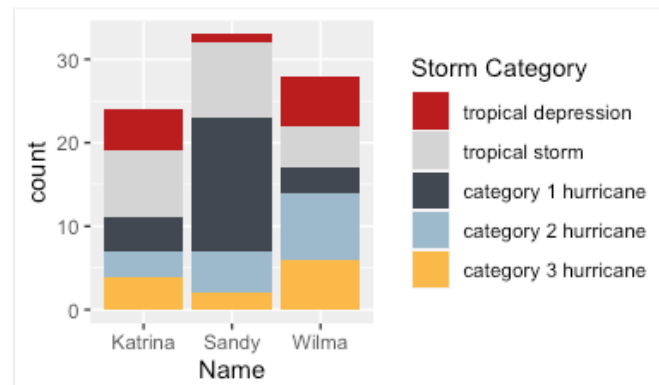 30
20
10
0
count
Katrina Sandy Wilma
Name
Storm Category
tropical depression
tropical storm
category 1 hurricane
category 2 hurricane
category 3 hurricane